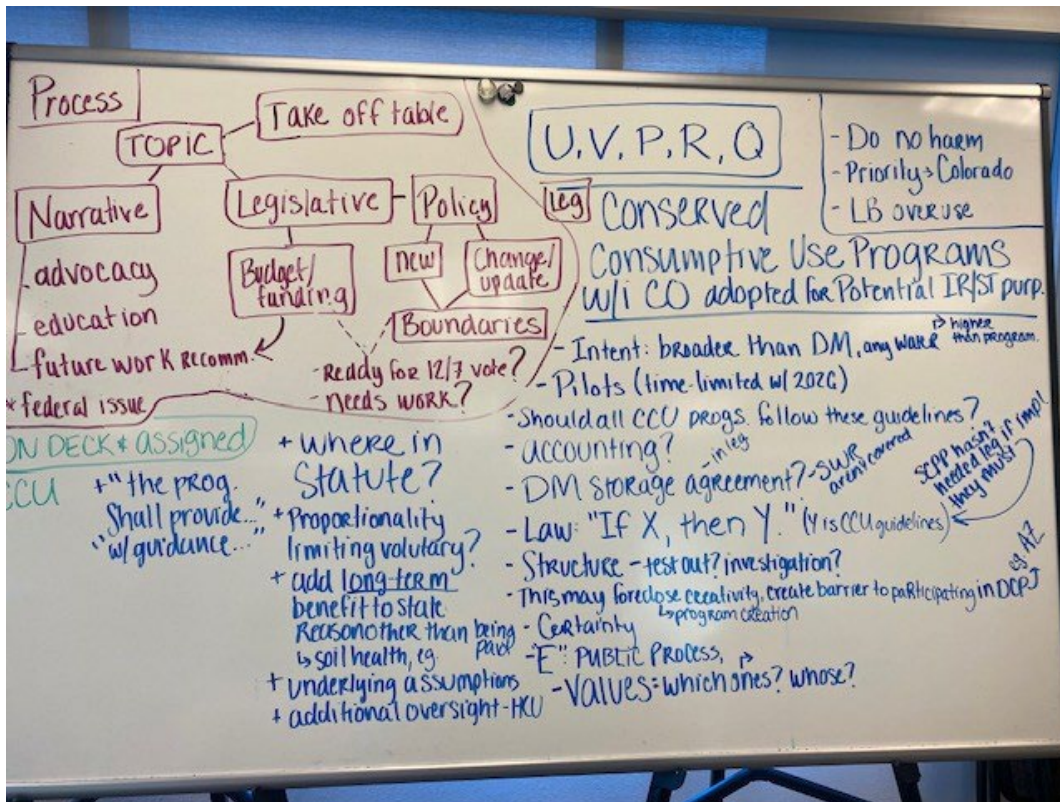 Process
TOPIC
Take off table
Narrative
advocacy
education
future work recomm.
* federal issue
Legislative
Policy
Budget/
funding
new
Change/
update
Boundaries
- Ready for 12/7 vote?
- needs work?
ON DECK & assigned
CCU
+ "the prog.
Shall provide..."
"w/ guidance..."
+ where in
Statute?
+ Proportionality
limiting volutary?
+ add long-term
benefit to state
Reason other than being
paid
↳ soil health, eg.
+ underlying assumptions
+ additional oversight - HCU
U, V, P, R, Q
- Do no harm
- Priority → Colorado
- LB overuse
Leg
Conserved
Consumptive Use Programs
w/i CO adopted for Potential IR/ST purp.
- Intent: broader than DM, any water
↱ higher
than program.
- Pilots (time-limited w/ 2026)
- Should all CCU progs. follow these guidelines?
- accounting?
- in leg
- DM storage agreement?
- SWP
aren't covered
SCPP hasn't
needed leg if impl
they must
- Law: "If X, then Y." (Y is CCU guidelines)
- Structure - test out? investigation?
- This may foreclose creativity, create barrier to participating in DCP
eg. AZ
↳ program creation
- Certainty
- "E": PUBLIC PROCESS,
- Values = which ones? whose?